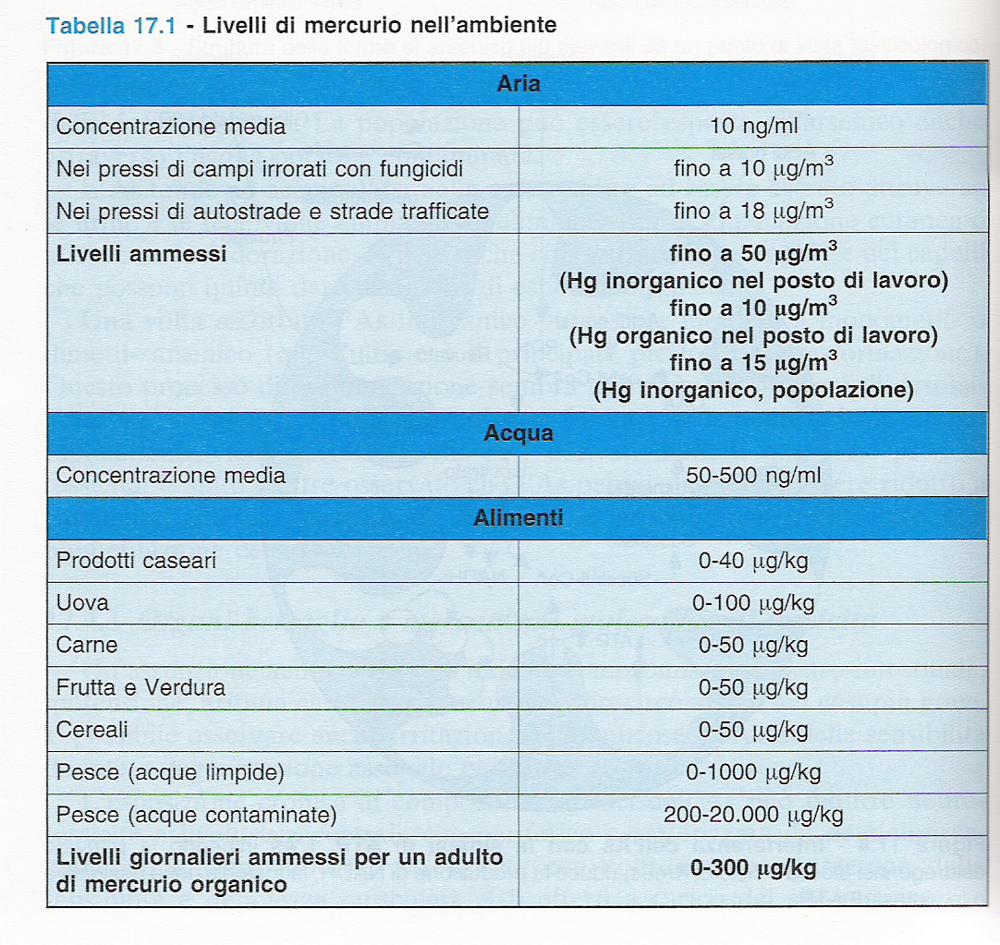 Tabella 17.1 - Livelli di mercurio nell'ambiente
Aria
Concentrazione media 10 ng/ml
Nei pressi di campi irrorati con fungicidi fino a 10 μg/m³
Nei pressi di autostrade e strade trafficate fino a 18 μg/m³
Livelli ammessi fino a 50 μg/m³
(Hg inorganico nel posto di lavoro)
fino a 10 μg/m³
(Hg organico nel posto di lavoro)
fino a 15 μg/m³
(Hg inorganico, popolazione)
Acqua
Concentrazione media 50-500 ng/ml
Alimenti
Prodotti caseari 0-40 μg/kg
Uova 0-100 μg/kg
Carne 0-50 μg/kg
Frutta e Verdura 0-50 μg/kg
Cereali 0-50 μg/kg
Pesce (acque limpide) 0-1000 μg/kg
Pesce (acque contaminate) 200-20.000 μg/kg
Livelli giornalieri ammessi per un adulto
di mercurio organico 0-300 μg/kg